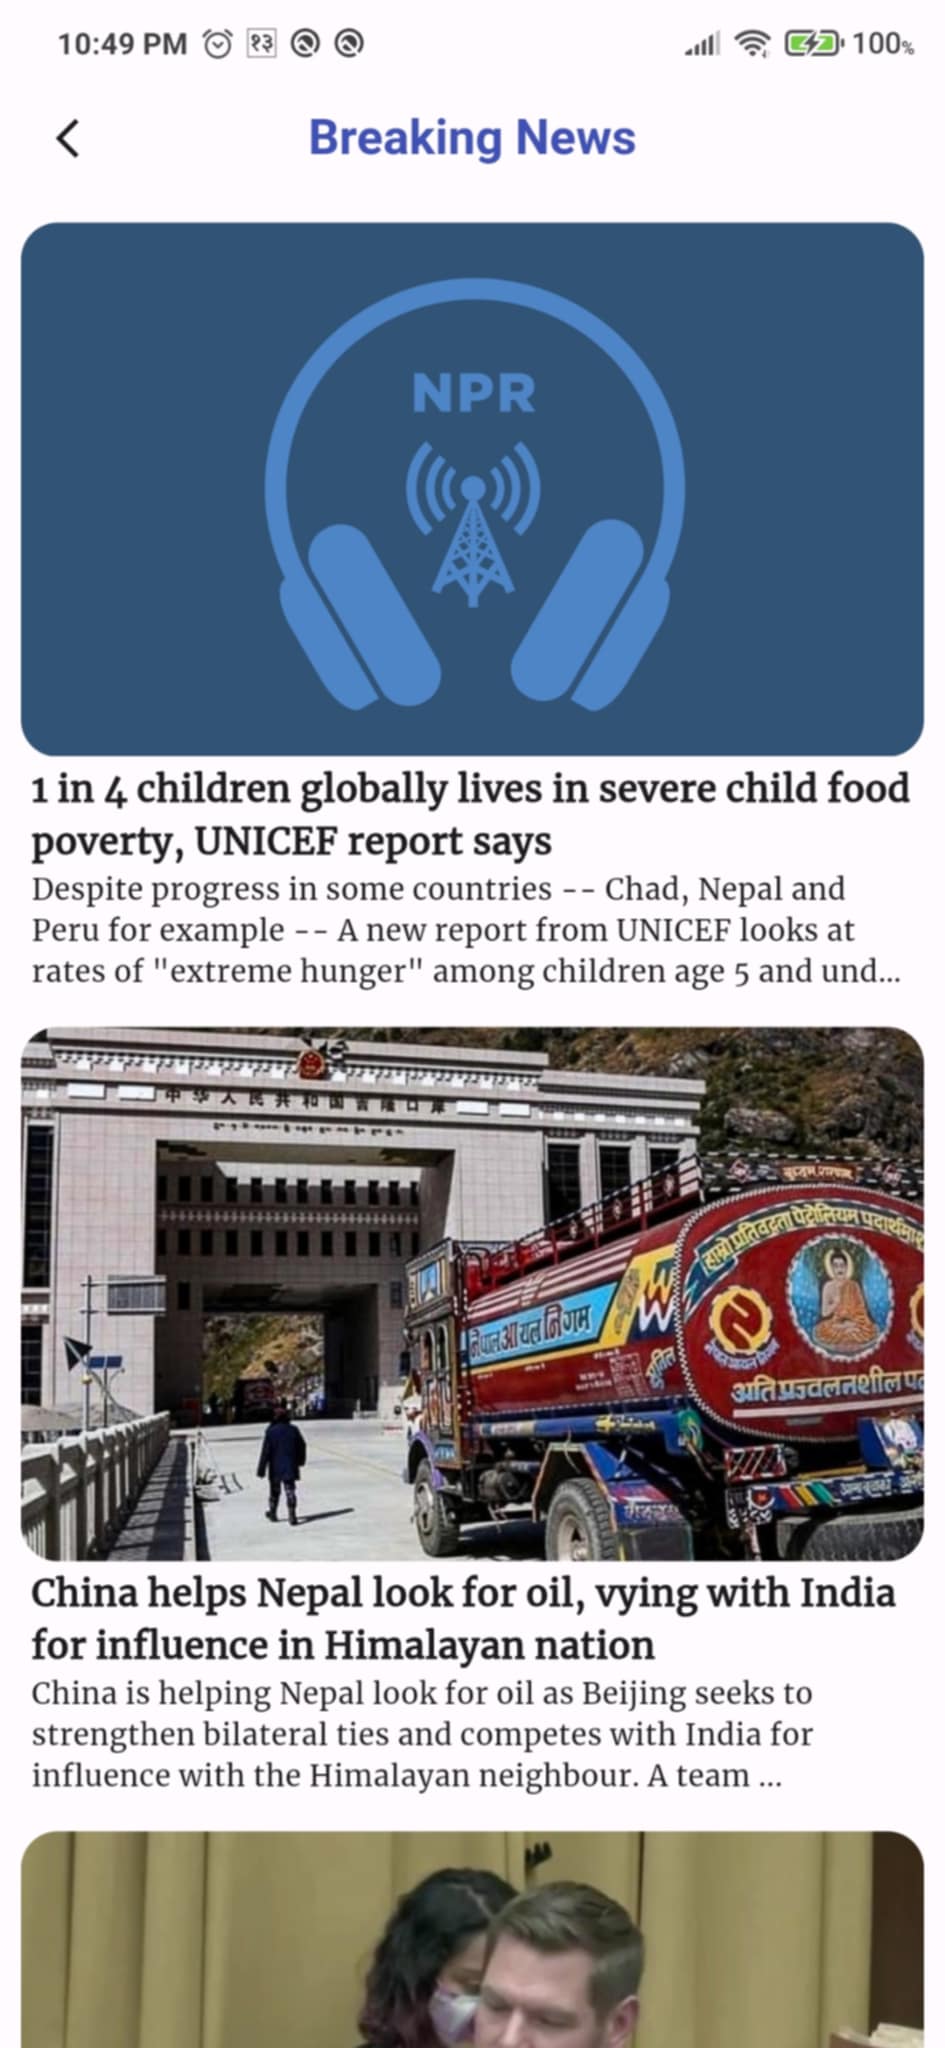 10:49 PM १३ 100%
Breaking News
NPR
1 in 4 children globally lives in severe child food
poverty, UNICEF report says
Despite progress in some countries -- Chad, Nepal and
Peru for example -- A new report from UNICEF looks at
rates of "extreme hunger" among children age 5 and und...
中华人民共和国吉隆口岸
हाम्रो प्रतिवद्दता पेट्रोलियम
नेपाल आयल निगम
अति प्रज्वलनशील
China helps Nepal look for oil, vying with India
for influence in Himalayan nation
China is helping Nepal look for oil as Beijing seeks to
strengthen bilateral ties and competes with India for
influence with the Himalayan neighbour. A team ...